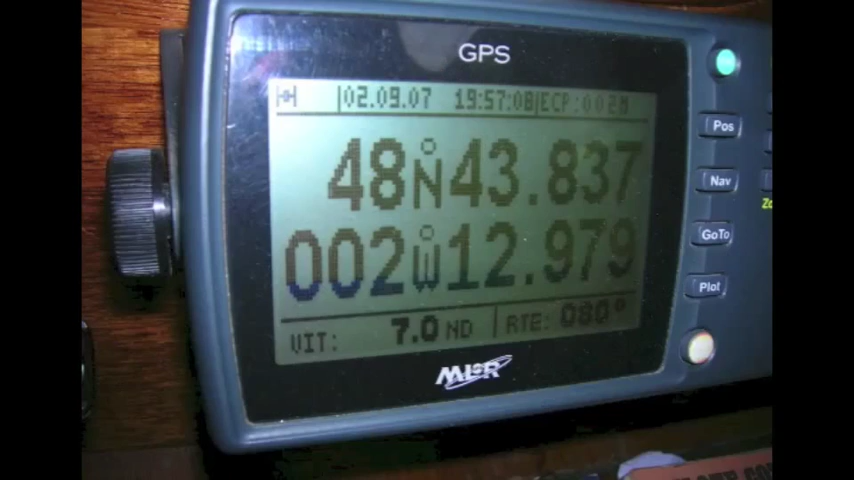 GPS
02.09.07 19:57:08 ECP:002M
48°N43.837
002°W12.979
VIT: 7.0 ND RTE: 080°
MLR
Pos
Nav
GoTo
Plot